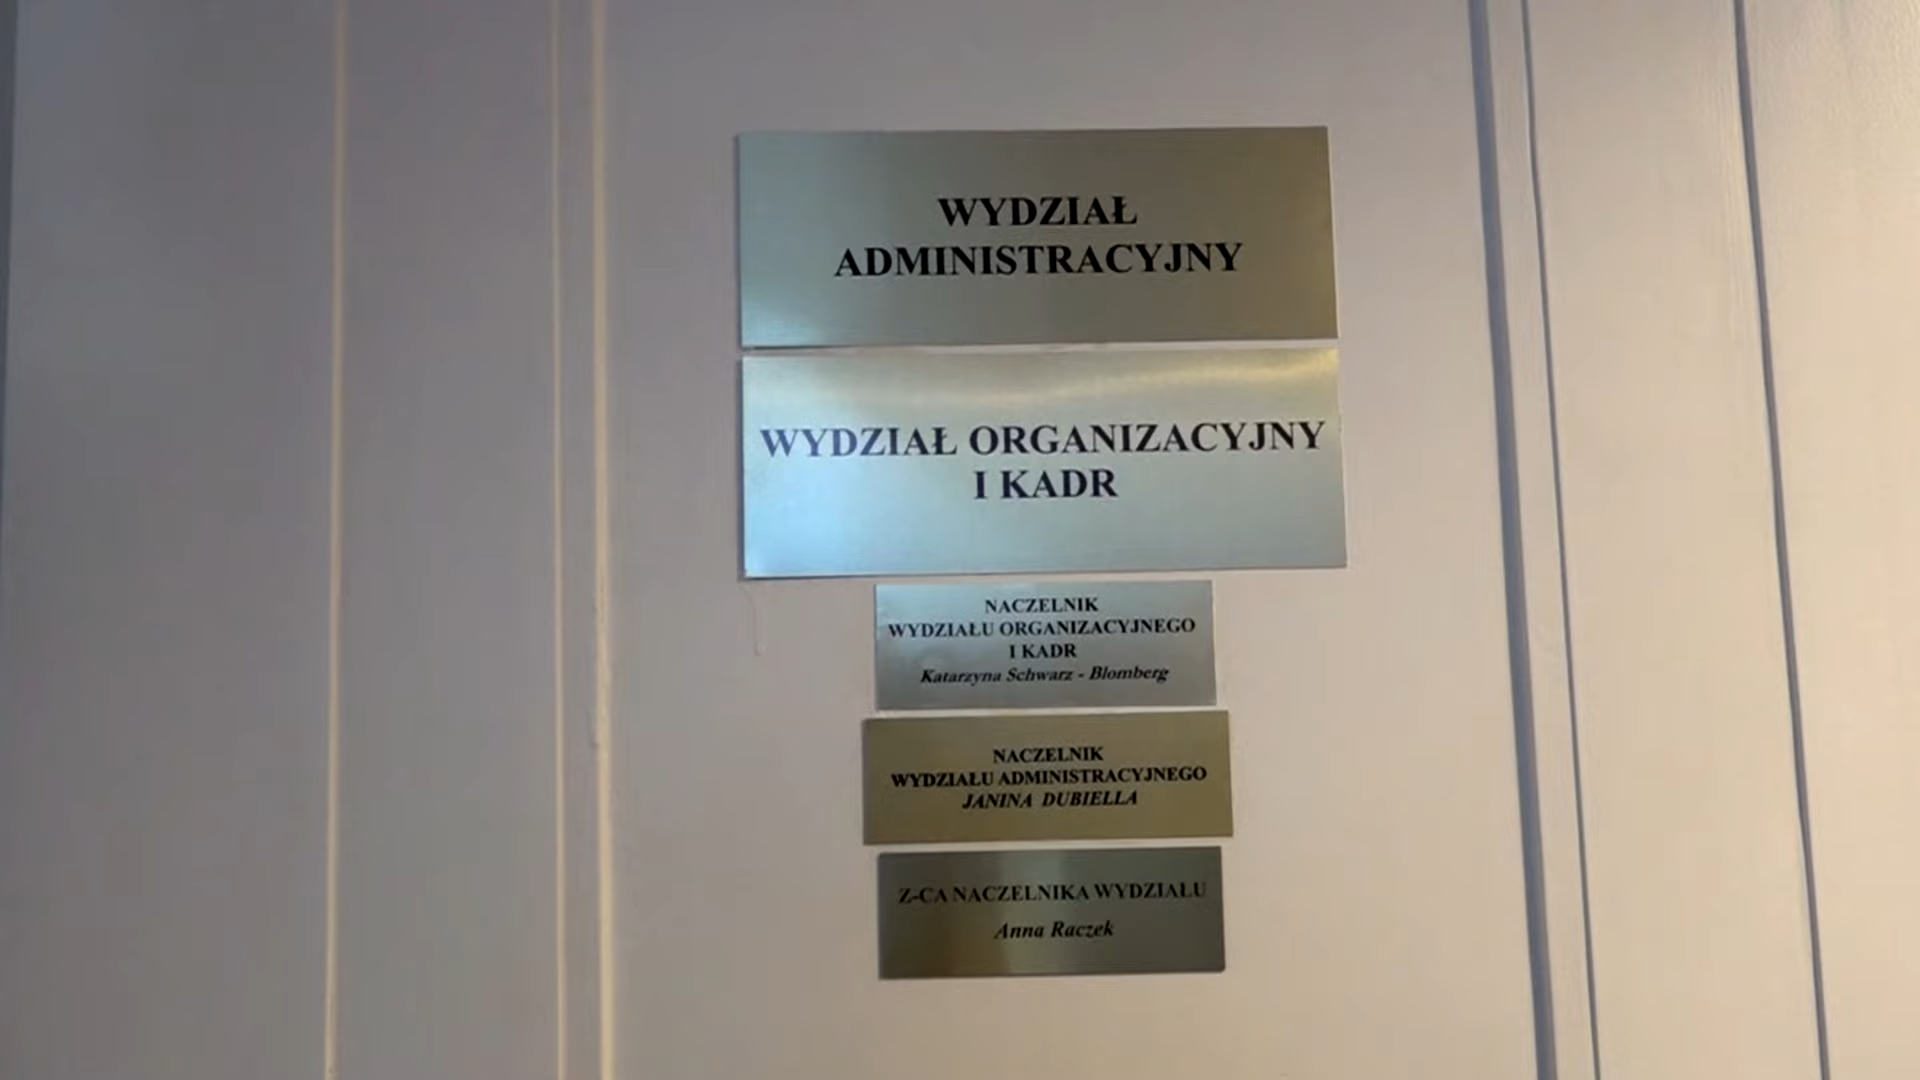 WYDZIAŁ
ADMINISTRACYJNY
WYDZIAŁ ORGANIZACYJNY
I KADR
NACZELNIK
WYDZIAŁU ORGANIZACYJNEGO
I KADR
Katarzyna Schwarz - Blomberg
NACZELNIK
WYDZIAŁU ADMINISTRACYJNEGO
JANINA DUBIELLA
Z-CA NACZELNIKA WYDZIAŁU
Anna Raczek